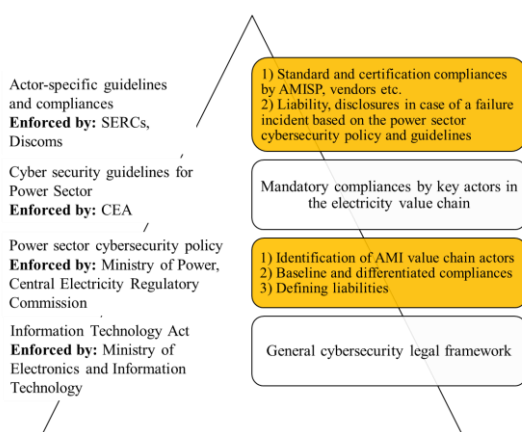 Actor-specific guidelines
and compliances
Enforced by: SERCs,
Discoms
1) Standard and certification compliances
by AMISP, vendors etc.
2) Liability, disclosures in case of a failure
incident based on the power sector
cybersecurity policy and guidelines
Cyber security guidelines for
Power Sector
Enforced by: CEA
Mandatory compliances by key actors in
the electricity value chain
Power sector cybersecurity policy
Enforced by: Ministry of Power,
Central Electricity Regulatory
Commission
1) Identification of AMI value chain actors
2) Baseline and differentiated compliances
3) Defining liabilities
Information Technology Act
Enforced by: Ministry of
Electronics and Information
Technology
General cybersecurity legal framework